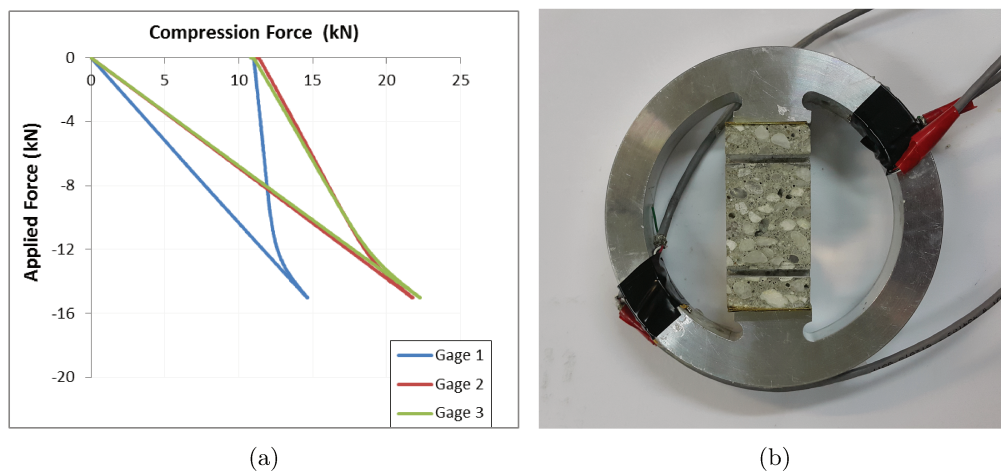 Compression Force (kN)
0 5 10 15 20 25
0
-4
-8
-12
-16
-20
Applied Force (kN)
Gage 1
Gage 2
Gage 3
(a)
(b)